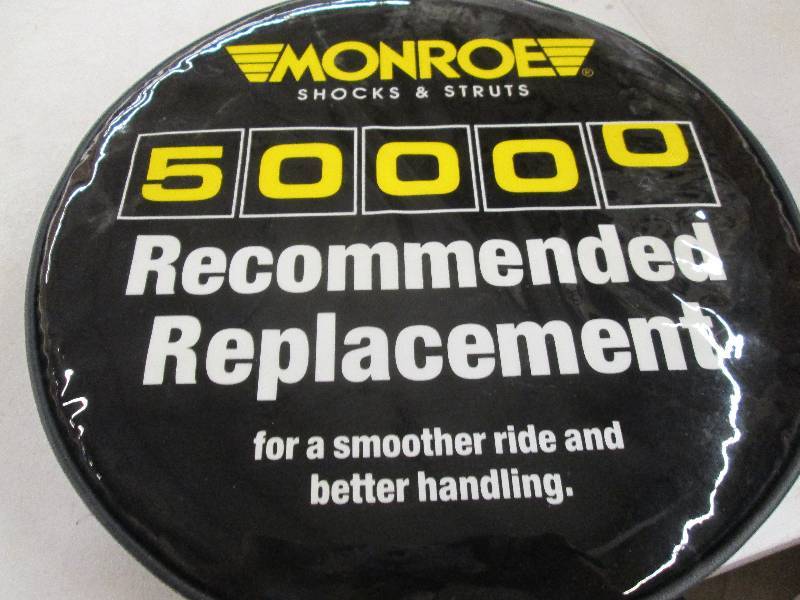 MONROE®
SHOCKS & STRUTS
50000
Recommended
Replacement
for a smoother ride and
better handling.